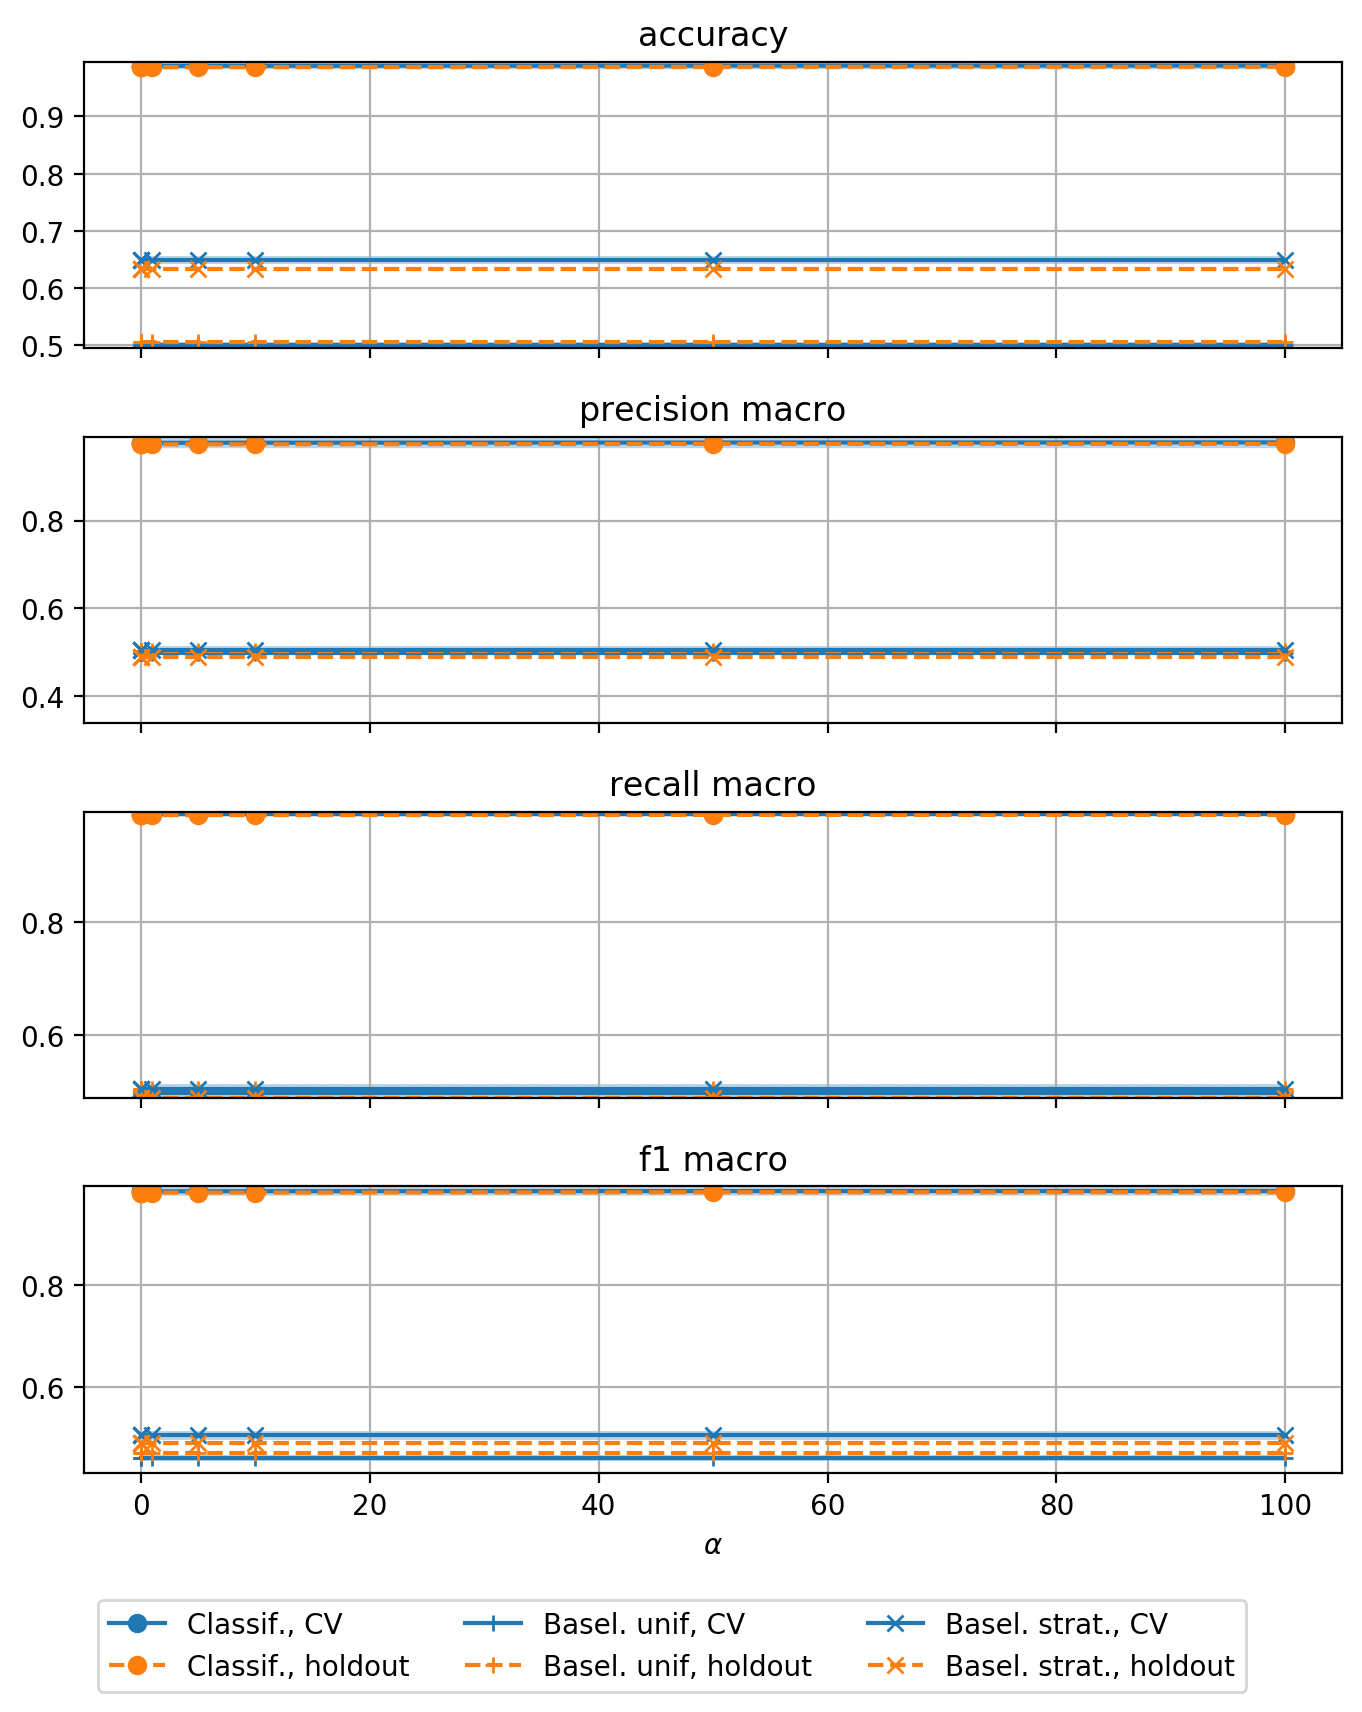 accuracy
0.9
0.8
0.7
0.6
0.5
precision macro
0.8
0.6
0.4
recall macro
0.8
0.6
f1 macro
0.8
0.6
0 20 40 60 80 100
α
Classif., CV Basel. unif, CV Basel. strat., CV
Classif., holdout Basel. unif, holdout Basel. strat., holdout